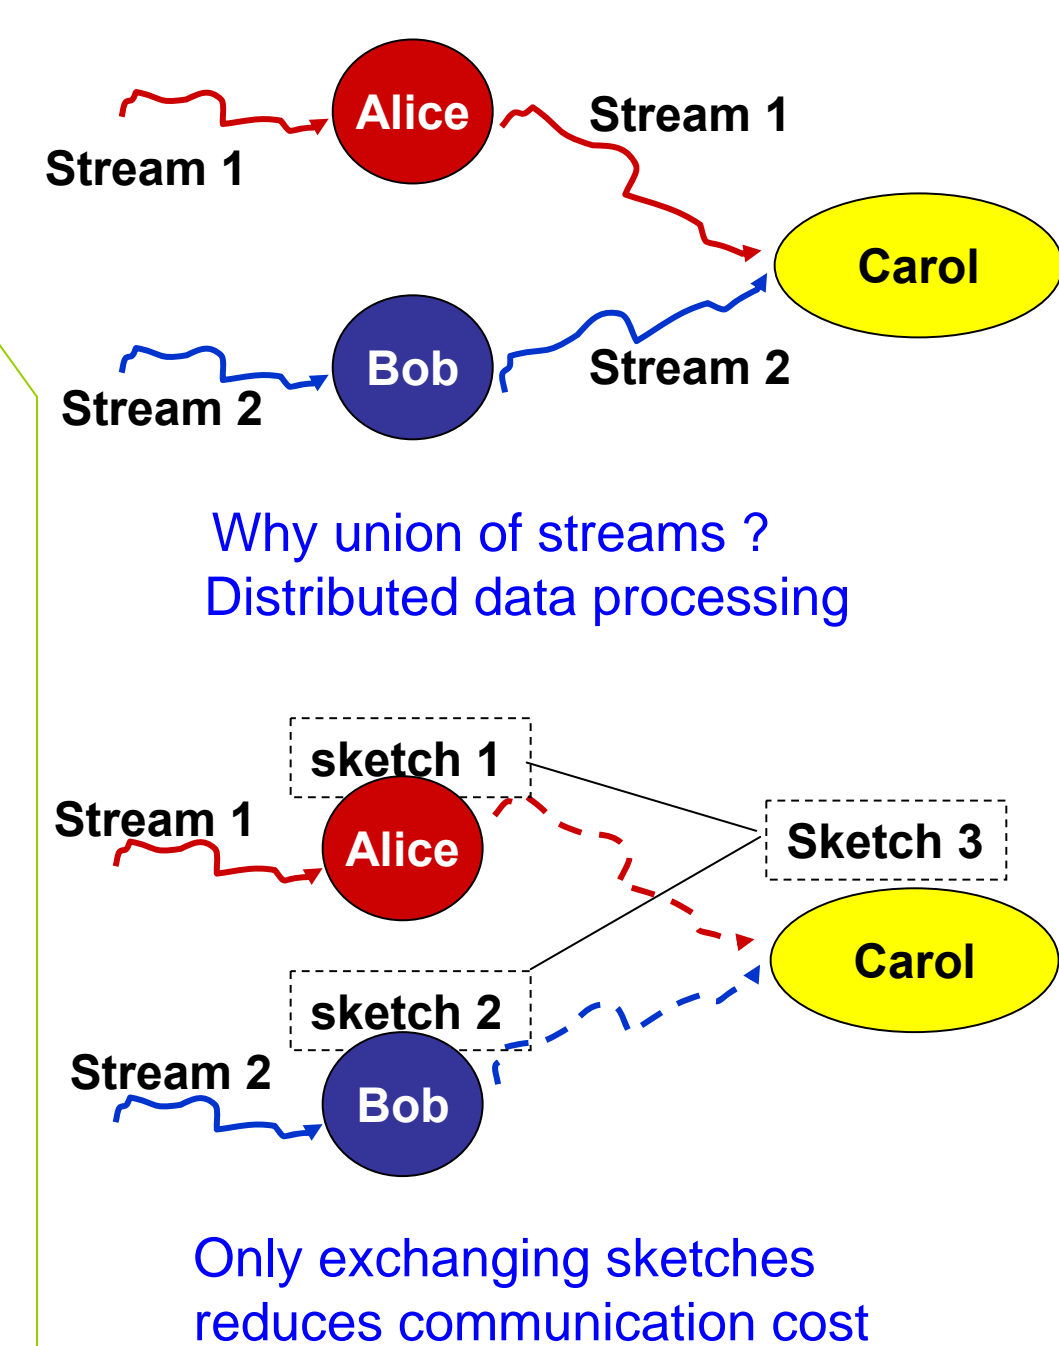 Alice
Stream 1
Stream 1
Carol
Bob
Stream 2
Stream 2
Why union of streams ?
Distributed data processing
sketch 1
Stream 1
Alice
Sketch 3
Carol
sketch 2
Stream 2
Bob
Only exchanging sketches
reduces communication cost